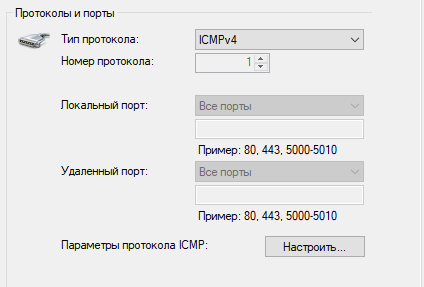 Протоколы и порты
Тип протокола: ICMPv4
Номер протокола: 1
Локальный порт: Все порты
Пример: 80, 443, 5000-5010
Удаленный порт: Все порты
Пример: 80, 443, 5000-5010
Параметры протокола ICMP: Настроить...